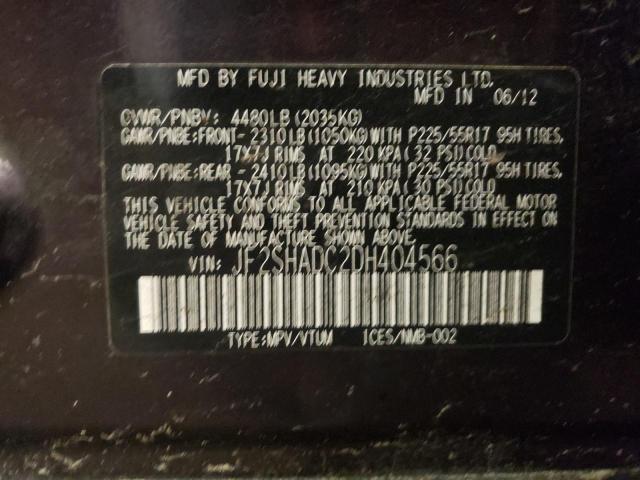 MFD BY FUJI HEAVY INDUSTRIES LTD.
MFD IN 06/12
GVWR/PNBV: 4480LB (2035KG)
GAWR/PNBE:FRONT- 2310LB (1050KG) WITH P225/55R17 95H TIRES,
17X7J RIMS AT 220 KPA (32 PSI) COLD
GAWR/PNBE:REAR - 2410LB (1095KG) WITH P225/55R17 95H TIRES,
17X7J RIMS AT 210 KPA (30 PSI) COLD
THIS VEHICLE CONFORMS TO ALL APPLICABLE FEDERAL MOTOR
VEHICLE SAFETY AND THEFT PREVENTION STANDARDS IN EFFECT ON
THE DATE OF MANUFACTURE SHOWN ABOVE.
VIN: JF2SHADC2DH404566
TYPE:MPV/VTUM ICES/NMB-002